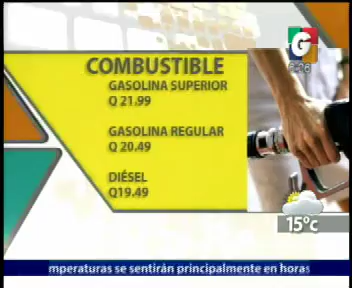 COMBUSTIBLE
GASOLINA SUPERIOR
Q 21.99
GASOLINA REGULAR
Q 20.49
DIÉSEL
Q19.49
G
15°c
mperaturas se sentirán principalmente en horas